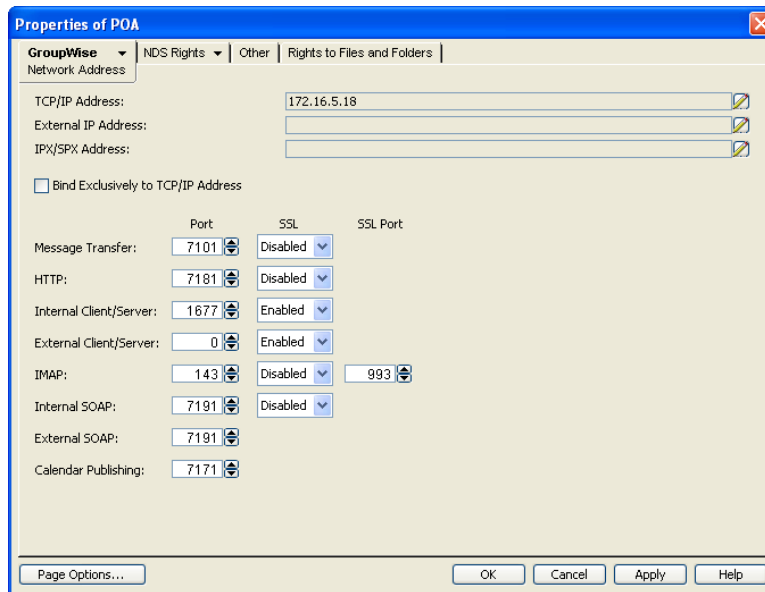 Properties of POA
GroupWise NDS Rights Other Rights to Files and Folders
Network Address
TCP/IP Address: 172.16.5.18
External IP Address:
IPX/SPX Address:
Bind Exclusively to TCP/IP Address
Port SSL SSL Port
Message Transfer: 7101 Disabled
HTTP: 7181 Disabled
Internal Client/Server: 1677 Enabled
External Client/Server: 0 Enabled
IMAP: 143 Disabled 993
Internal SOAP: 7191 Disabled
External SOAP: 7191
Calendar Publishing: 7171
Page Options... OK Cancel Apply Help